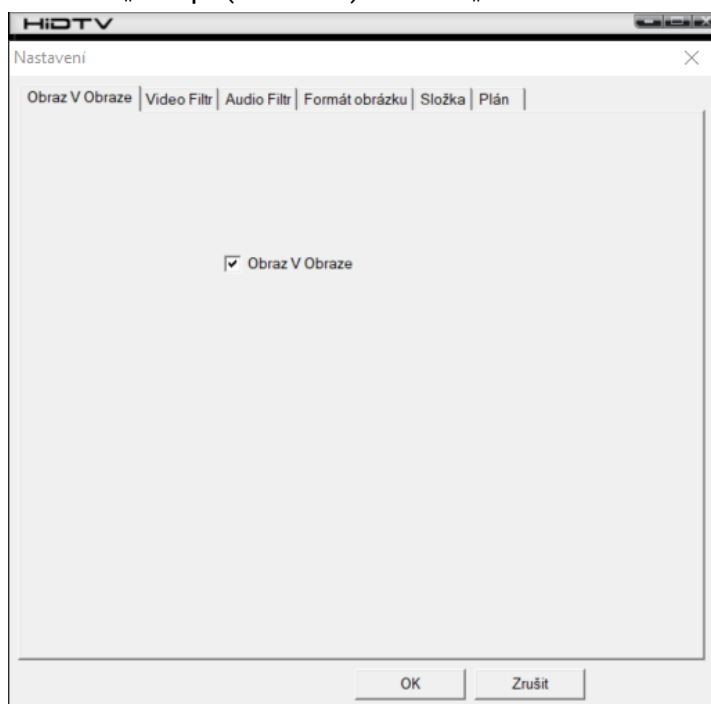 HiDTV
Nastavení
Obraz V Obraze Video Filtr Audio Filtr Formát obrázku Složka Plán
Obraz V Obraze
OK Zrušit